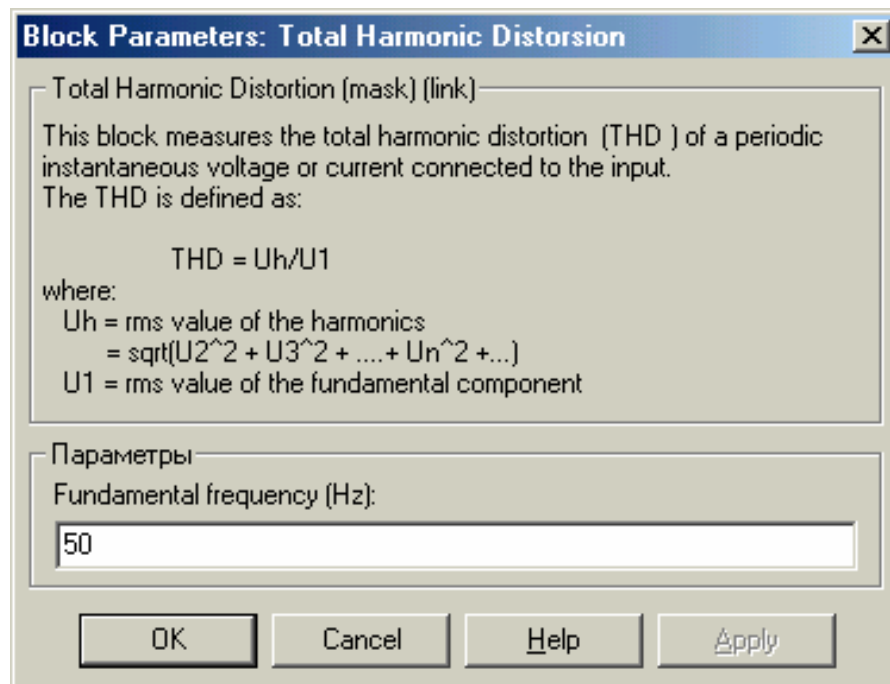 Block Parameters: Total Harmonic Distorsion
Total Harmonic Distortion (mask) (link)
This block measures the total harmonic distortion (THD ) of a periodic
instantaneous voltage or current connected to the input.
The THD is defined as:
THD = Uh/U1
where:
Uh = rms value of the harmonics
= sqrt(U2^2 + U3^2 + ....+ Un^2 +...)
U1 = rms value of the fundamental component
Параметры
Fundamental frequency (Hz):
50
OK Cancel Help Apply